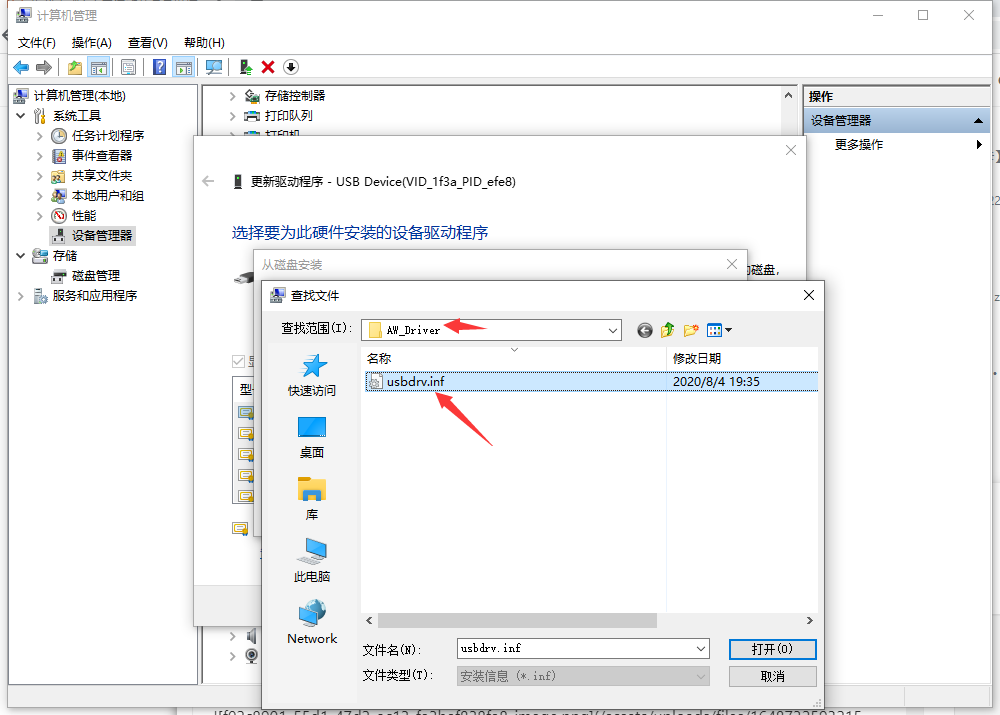 计算机管理
文件(F) 操作(A) 查看(V) 帮助(H)
计算机管理(本地)
系统工具
任务计划程序
事件查看器
共享文件夹
本地用户和组
性能
设备管理器
存储
磁盘管理
服务和应用程序
存储控制器
打印队列
打印机
操作
设备管理器
更多操作
更新驱动程序 - USB Device(VID_1f3a_PID_efe8)
选择要为此硬件安装的设备驱动程序
从磁盘安装
磁盘,
型
查找文件
查找范围(I): AW_Driver
名称 修改日期
usbdrv.inf 2020/8/4 19:35
快速访问
桌面
库
此电脑
Network
文件名(N): usbdrv.inf 打开(O)
文件类型(T): 安装信息 (*.inf) 取消